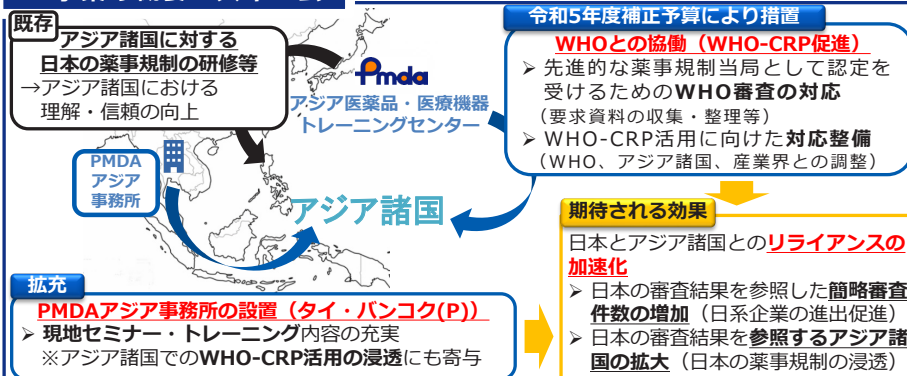 既存
アジア諸国に対する
日本の薬事規制の研修等
→アジア諸国における
理解・信頼の向上
Pmda
アジア医薬品・医療機器
トレーニングセンター
PMDA
アジア
事務所
アジア諸国
令和5年度補正予算により措置
WHOとの協働（WHO-CRP促進）
➢ 先進的な薬事規制当局として認定を
受けるためのWHO審査の対応
（要求資料の収集・整理等）
➢ WHO-CRP活用に向けた対応整備
（WHO、アジア諸国、産業界との調整）
拡充
PMDAアジア事務所の設置（タイ・バンコク(P)）
➢ 現地セミナー・トレーニング内容の充実
※アジア諸国でのWHO-CRP活用の浸透にも寄与
期待される効果
日本とアジア諸国とのリライアンスの
加速化
➢ 日本の審査結果を参照した簡略審査
件数の増加（日系企業の進出促進）
➢ 日本の審査結果を参照するアジア諸
国の拡大（日本の薬事規制の浸透）